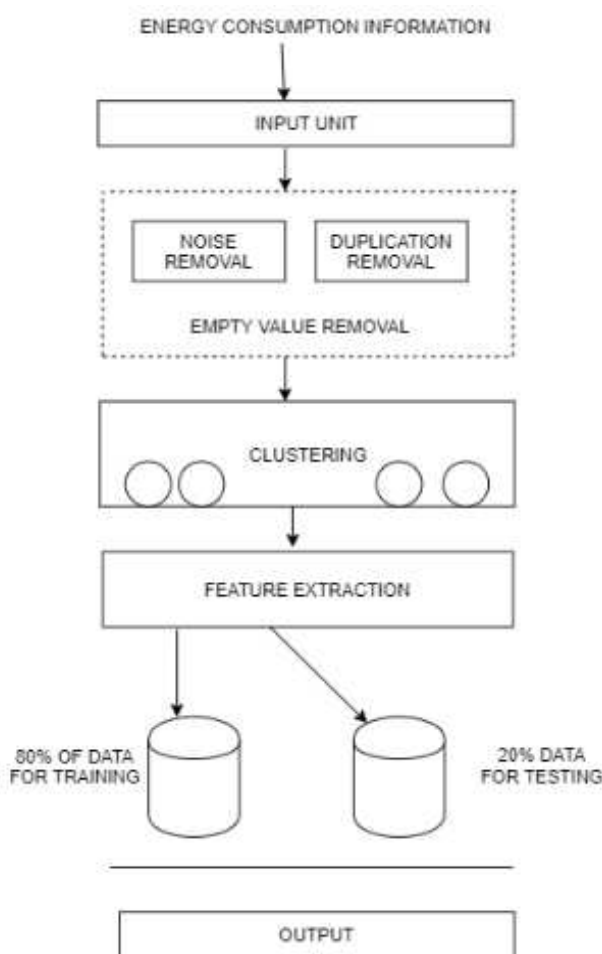 ENERGY CONSUMPTION INFORMATION
INPUT UNIT
NOISE
REMOVAL
DUPLICATION
REMOVAL
EMPTY VALUE REMOVAL
CLUSTERING
FEATURE EXTRACTION
80% OF DATA
FOR TRAINING
20% DATA
FOR TESTING
OUTPUT